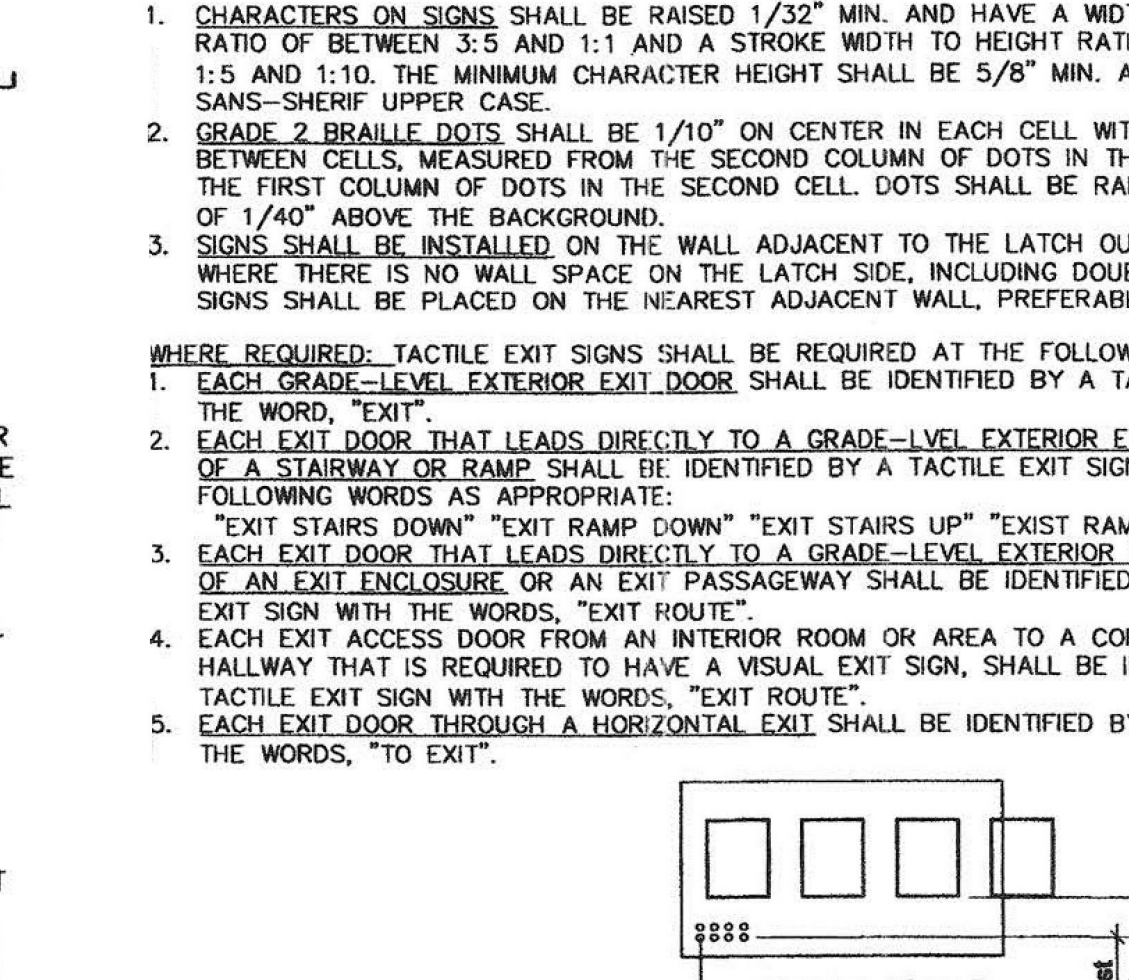 1. CHARACTERS ON SIGNS SHALL BE RAISED 1/32" MIN. AND HAVE A
RATIO OF BETWEEN 3:5 AND 1:1 AND A STROKE WIDTH TO HEIGHT
1:5 AND 1:10. THE MINIMUM CHARACTER HEIGHT SHALL BE 5/8" MIN.
SANS-SHERIF UPPER CASE.
2. GRADE 2 BRAILLE DOTS SHALL BE 1/10" ON CENTER IN EACH CELL
BETWEEN CELLS, MEASURED FROM THE SECOND COLUMN OF DOTS IN
THE FIRST COLUMN OF DOTS IN THE SECOND CELL. DOTS SHALL BE
OF 1/40" ABOVE THE BACKGROUND.
3. SIGNS SHALL BE INSTALLED ON THE WALL ADJACENT TO THE LATCH
WHERE THERE IS NO WALL SPACE ON THE LATCH SIDE, INCLUDING
SIGNS SHALL BE PLACED ON THE NEAREST ADJACENT WALL,
WHERE REQUIRED: TACTILE EXIT SIGNS SHALL BE REQUIRED AT THE
1. EACH GRADE-LEVEL EXTERIOR EXIT DOOR SHALL BE IDENTIFIED BY A
THE WORD, "EXIT".
2. EACH EXIT DOOR THAT LEADS DIRECTLY TO A GRADE-LVEL EXTERIOR
OF A STAIRWAY OR RAMP SHALL BE IDENTIFIED BY A TACTILE EXIT
FOLLOWING WORDS AS APPROPRIATE:
"EXIT STAIRS DOWN" "EXIT RAMP DOWN" "EXIT STAIRS UP" "EXIST
3. EACH EXIT DOOR THAT LEADS DIRECTLY TO A GRADE-LEVEL EXTERIOR
OF AN EXIT ENCLOSURE OR AN EXIT PASSAGEWAY SHALL BE IDENTIFIED
EXIT SIGN WITH THE WORDS, "EXIT ROUTE".
4. EACH EXIT ACCESS DOOR FROM AN INTERIOR ROOM OR AREA TO A
HALLWAY THAT IS REQUIRED TO HAVE A VISUAL EXIT SIGN, SHALL BE
TACTILE EXIT SIGN WITH THE WORDS, "EXIT ROUTE".
5. EACH EXIT DOOR THROUGH A HORIZONTAL EXIT SHALL BE IDENTIFIED
THE WORDS, "TO EXIT".